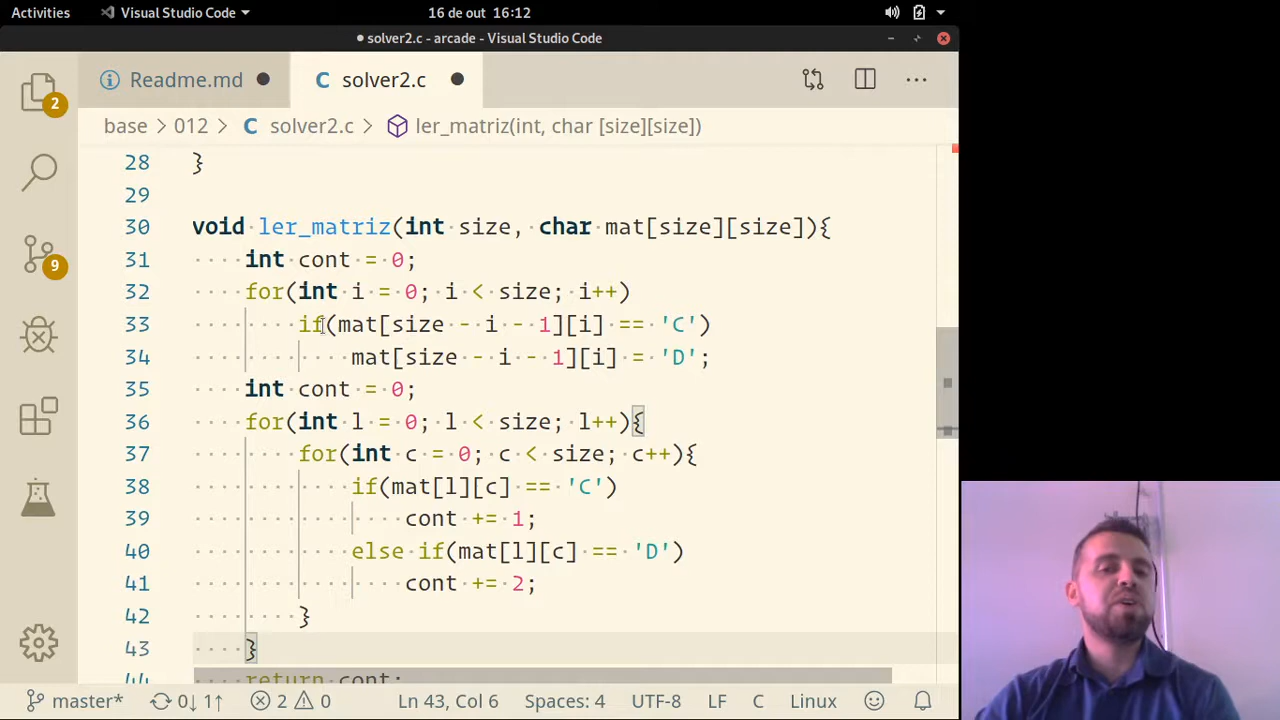 Activities Visual Studio Code 16 de out 16:12
solver2.c - arcade - Visual Studio Code
Readme.md solver2.c
base > 012 > C solver2.c > ler_matriz(int, char [size][size])
28 }
29
30 void ler_matriz(int size, char mat[size][size]){
31 int cont = 0;
32 for(int i = 0; i < size; i++)
33 if(mat[size - i - 1][i] == 'C')
34 mat[size - i - 1][i] = 'D';
35 int cont = 0;
36 for(int l = 0; l < size; l++){
37 for(int c = 0; c < size; c++){
38 if(mat[l][c] == 'C')
39 cont += 1;
40 else if(mat[l][c] == 'D')
41 cont += 2;
42 }
43 }
44 return cont;
2
9
master* 0↓ 1↑ 2 0 Ln 43, Col 6 Spaces: 4 UTF-8 LF C Linux